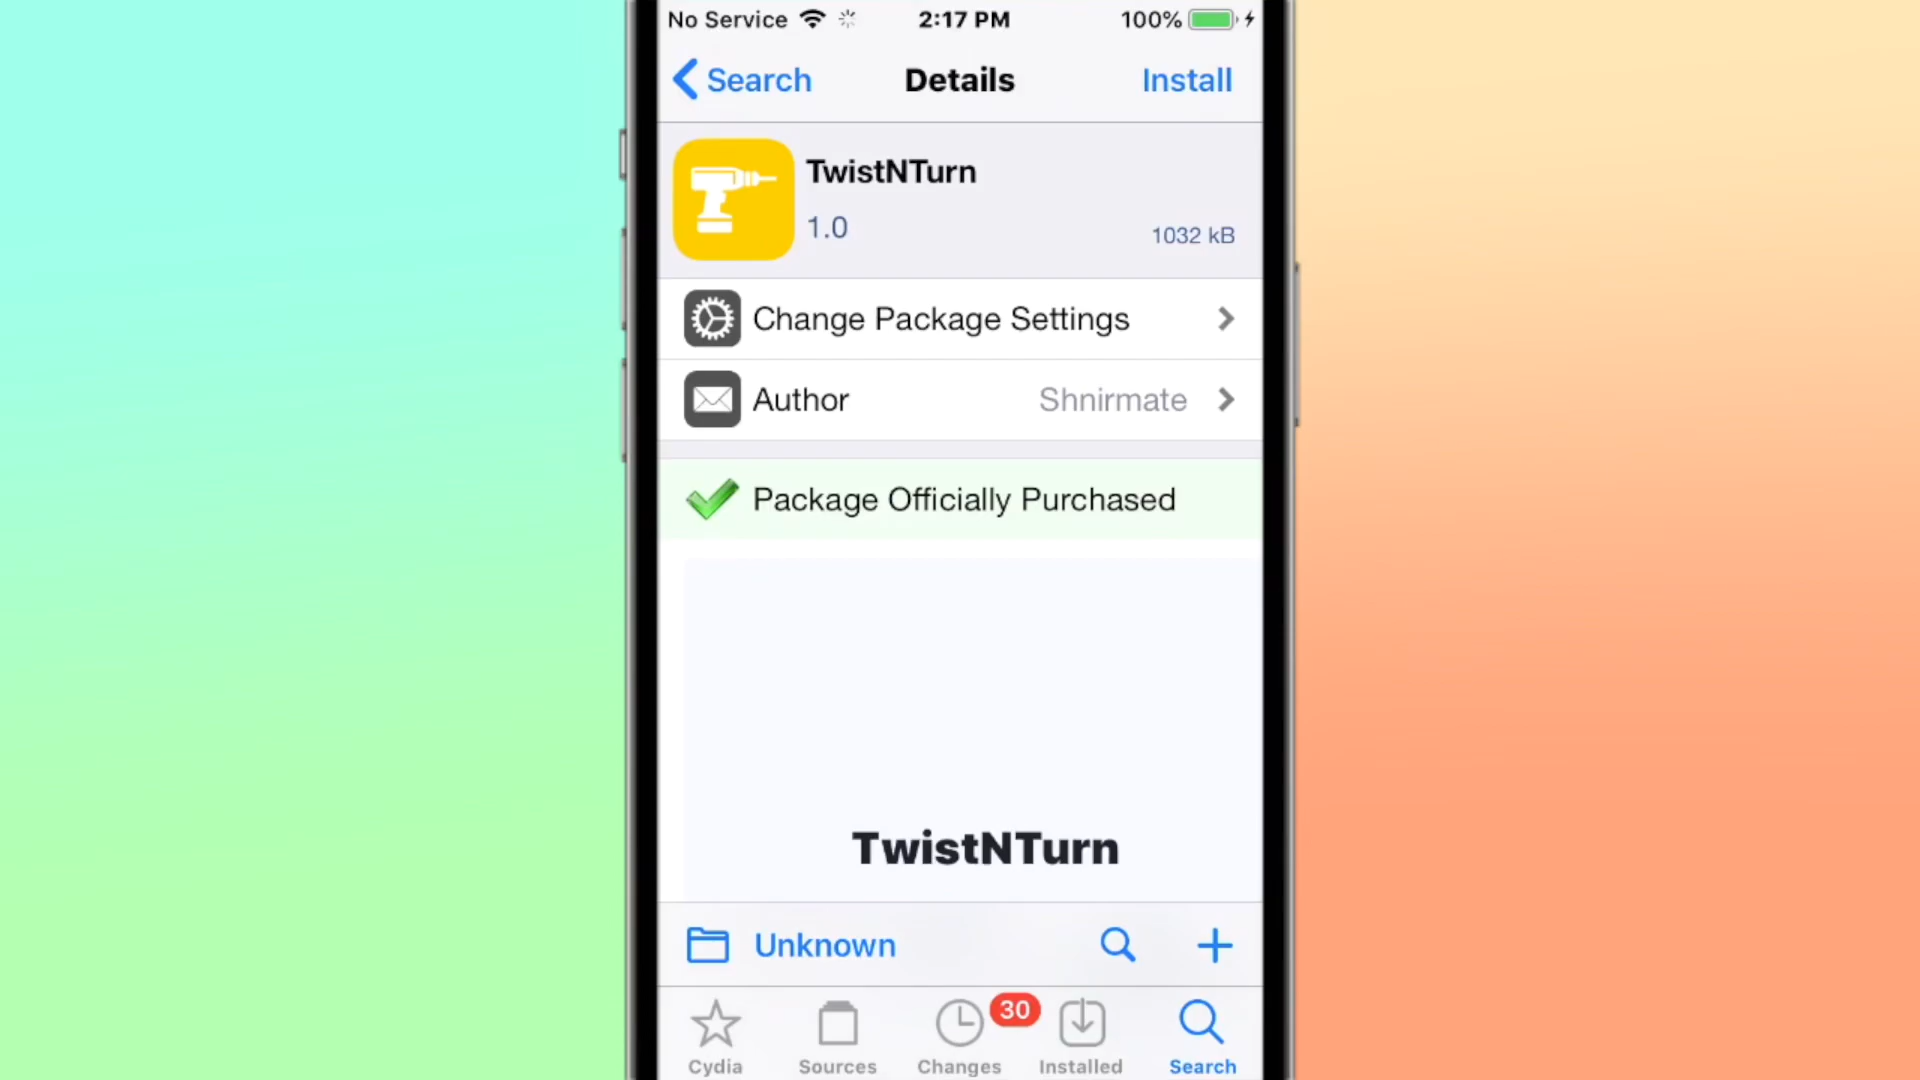 No Service 2:17 PM 100%
Search Details Install
TwistNTurn
1.0 1032 kB
Change Package Settings
Author Shnirmate
Package Officially Purchased
TwistNTurn
Unknown
30
Cydia Sources Changes Installed Search